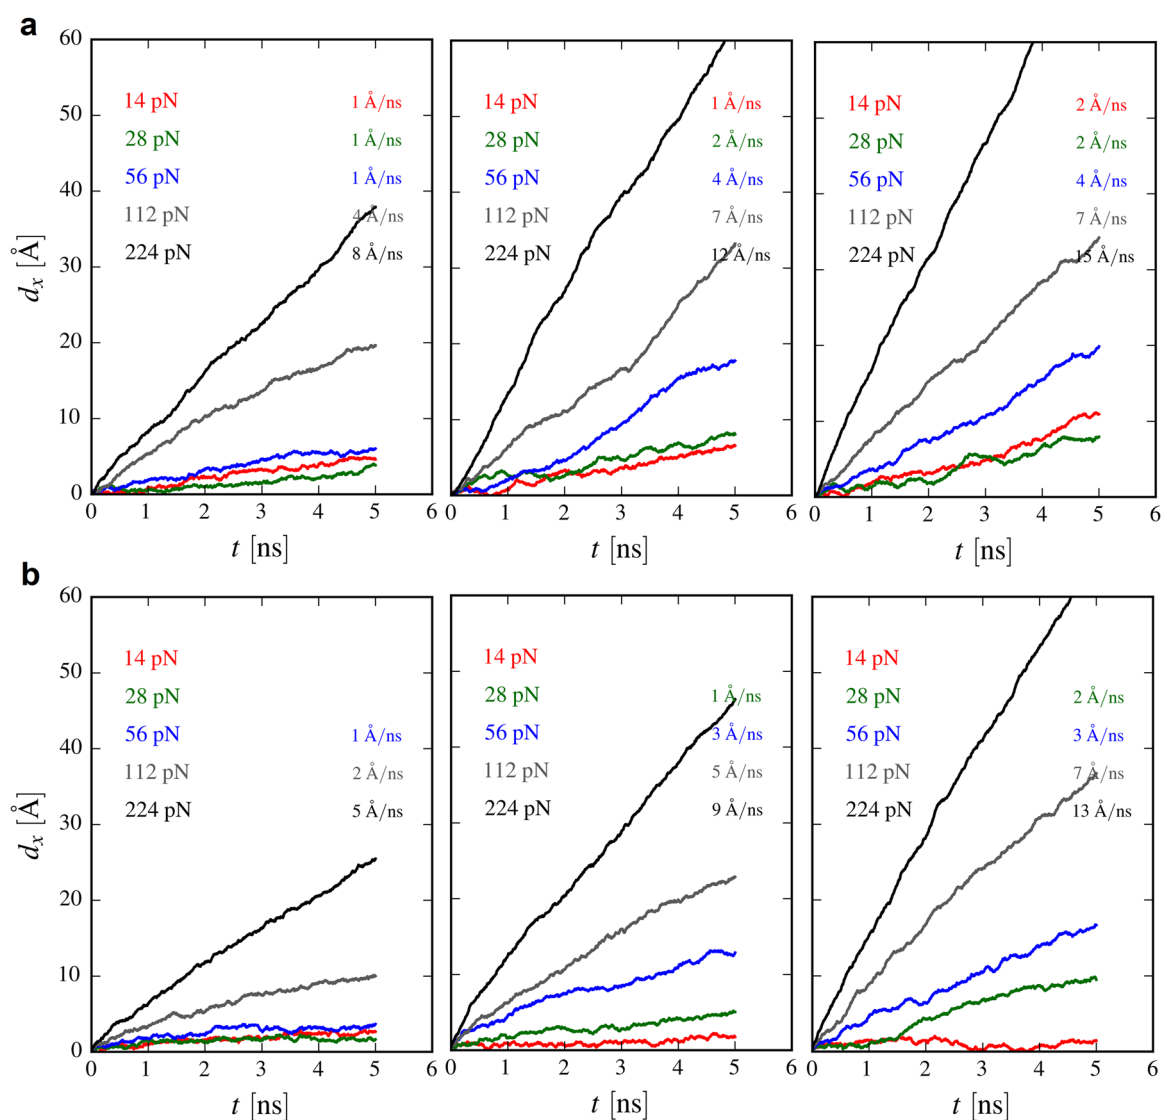 a
60
50
40
30
20
10
0
d_x [Å]
14 pN 1 Å/ns
28 pN 1 Å/ns
56 pN 1 Å/ns
112 pN 4 Å/ns
224 pN 8 Å/ns
0 1 2 3 4 5 6
t [ns]
14 pN 1 Å/ns
28 pN 2 Å/ns
56 pN 4 Å/ns
112 pN 7 Å/ns
224 pN 12 Å/ns
0 1 2 3 4 5 6
t [ns]
14 pN 2 Å/ns
28 pN 2 Å/ns
56 pN 4 Å/ns
112 pN 7 Å/ns
224 pN 15 Å/ns
0 1 2 3 4 5 6
t [ns]
b
60
50
40
30
20
10
0
d_x [Å]
14 pN
28 pN
56 pN 1 Å/ns
112 pN 2 Å/ns
224 pN 5 Å/ns
0 1 2 3 4 5 6
t [ns]
14 pN
28 pN 1 Å/ns
56 pN 3 Å/ns
112 pN 5 Å/ns
224 pN 9 Å/ns
0 1 2 3 4 5 6
t [ns]
14 pN
28 pN 2 Å/ns
56 pN 3 Å/ns
112 pN 7 Å/ns
224 pN 13 Å/ns
0 1 2 3 4 5 6
t [ns]